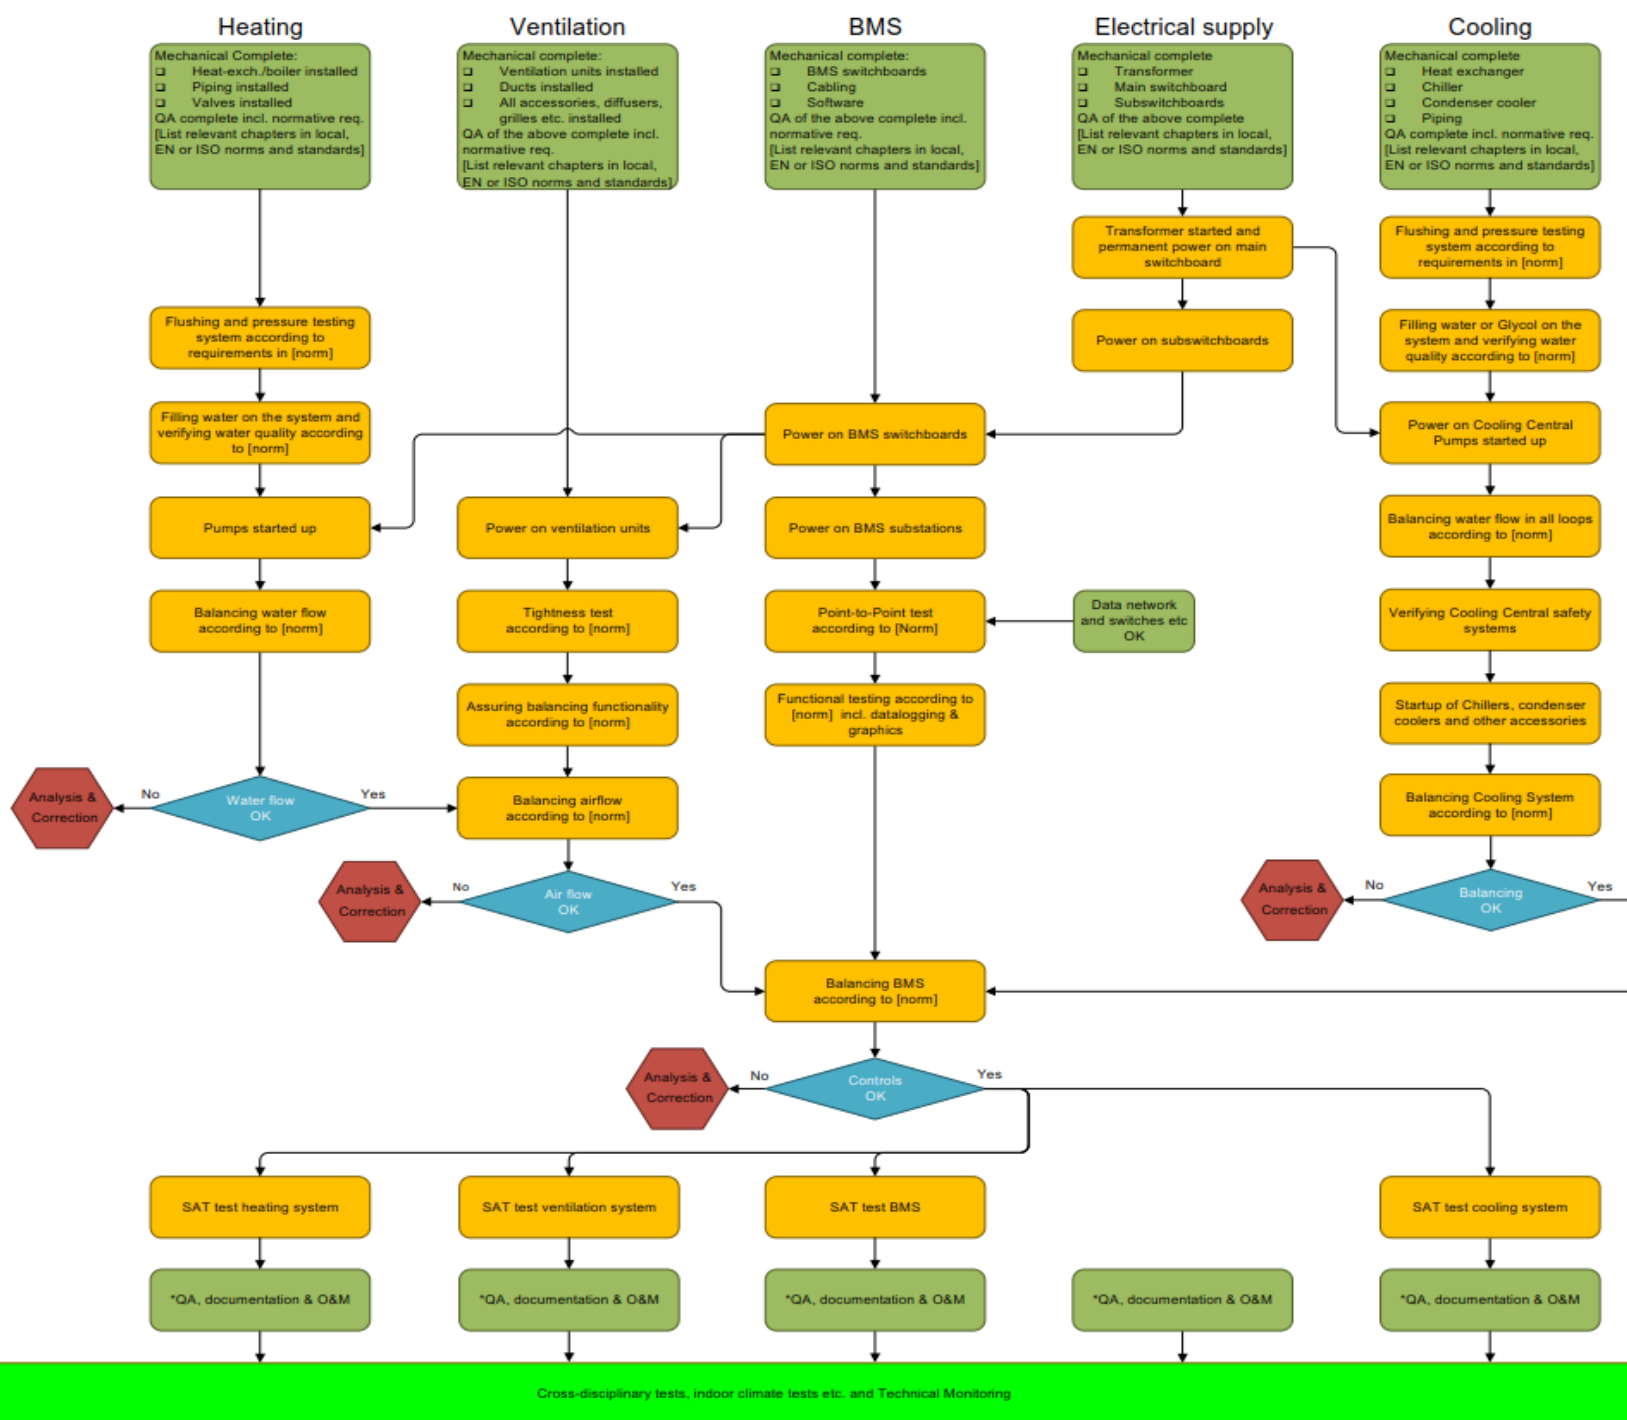 Heating
Ventilation
BMS
Electrical supply
Cooling
Mechanical Complete:
❑ Heat-exch./boiler installed
❑ Piping installed
❑ Valves installed
QA complete incl. normative req.
[List relevant chapters in local,
EN or ISO norms and standards]
Mechanical complete:
❑ Ventilation units installed
❑ Ducts installed
❑ All accessories, diffusers,
grilles etc. installed
QA of the above complete incl.
normative req.
[List relevant chapters in local,
EN or ISO norms and standards]
Mechanical complete:
❑ BMS switchboards
❑ Cabling
❑ Software
QA of the above complete incl.
normative req.
[List relevant chapters in local,
EN or ISO norms and standards]
Mechanical complete
❑ Transformer
❑ Main switchboard
❑ Subswitchboards
QA of the above complete
[List relevant chapters in local,
EN or ISO norms and standards]
Mechanical complete
❑ Heat exchanger
❑ Chiller
❑ Condenser cooler
❑ Piping
QA complete incl. normative req.
[List relevant chapters in local,
EN or ISO norms and standards]
Transformer started and
permanent power on main
switchboard
Flushing and pressure testing
system according to
requirements in [norm]
Flushing and pressure testing
system according to
requirements in [norm]
Power on subswitchboards
Filling water or Glycol on the
system and verifying water
quality according to [norm]
Filling water on the system and
verifying water quality according
to [norm]
Power on BMS switchboards
Power on Cooling Central
Pumps started up
Pumps started up
Power on ventilation units
Power on BMS substations
Balancing water flow in all loops
according to [norm]
Balancing water flow
according to [norm]
Tightness test
according to [norm]
Point-to-Point test
according to [Norm]
Data network
and switches etc
OK
Verifying Cooling Central safety
systems
Assuring balancing functionality
according to [norm]
Functional testing according to
[norm] incl. datalogging &
graphics
Startup of Chillers, condenser
coolers and other accessories
Analysis &
Correction
No
Water flow
OK
Yes
Balancing airflow
according to [norm]
Balancing Cooling System
according to [norm]
Analysis &
Correction
No
Air flow
OK
Yes
Analysis &
Correction
No
Balancing
OK
Yes
Balancing BMS
according to [norm]
Analysis &
Correction
No
Controls
OK
Yes
SAT test heating system
SAT test ventilation system
SAT test BMS
SAT test cooling system
*QA, documentation & O&M
*QA, documentation & O&M
*QA, documentation & O&M
*QA, documentation & O&M
*QA, documentation & O&M
Cross-disciplinary tests, indoor climate tests etc. and Technical Monitoring